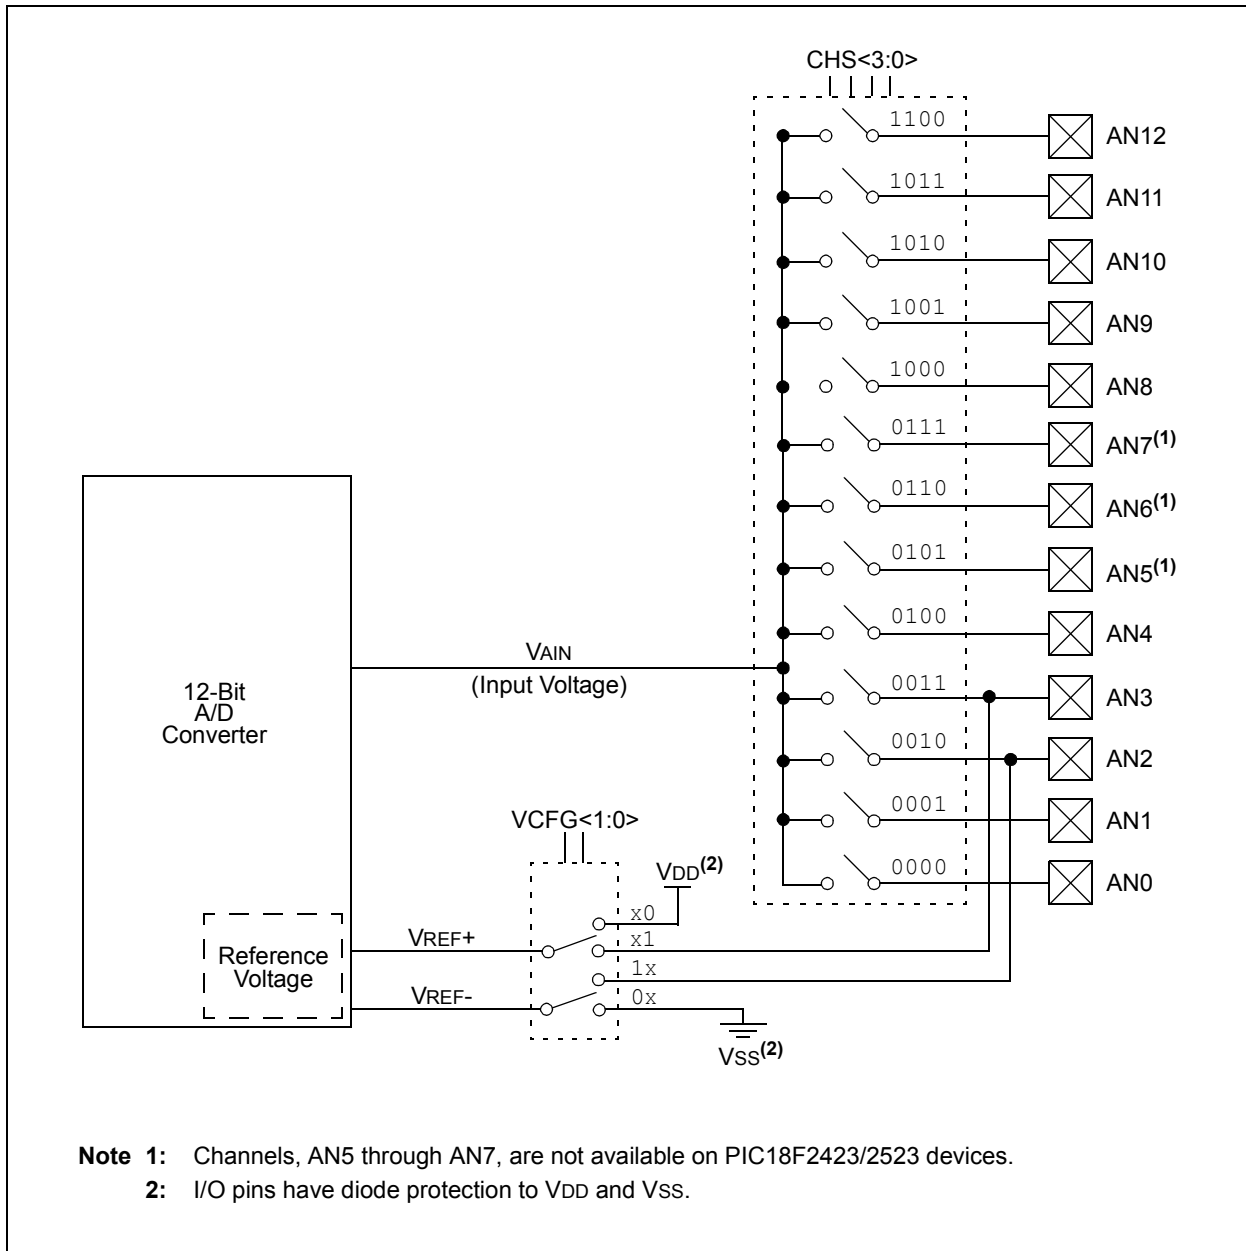 CHS<3:0>
1100
AN12
1011
AN11
1010
AN10
1001
AN9
1000
AN8
0111
AN7(1)
0110
AN6(1)
0101
AN5(1)
0100
AN4
VAIN
(Input Voltage)
0011
AN3
12-Bit
A/D
Converter
0010
AN2
0001
AN1
VCFG<1:0>
0000
AN0
VDD(2)
x0
VREF+
x1
Reference
Voltage
1x
VREF-
0x
VSS(2)
Note 1: Channels, AN5 through AN7, are not available on PIC18F2423/2523 devices.
2: I/O pins have diode protection to VDD and VSS.